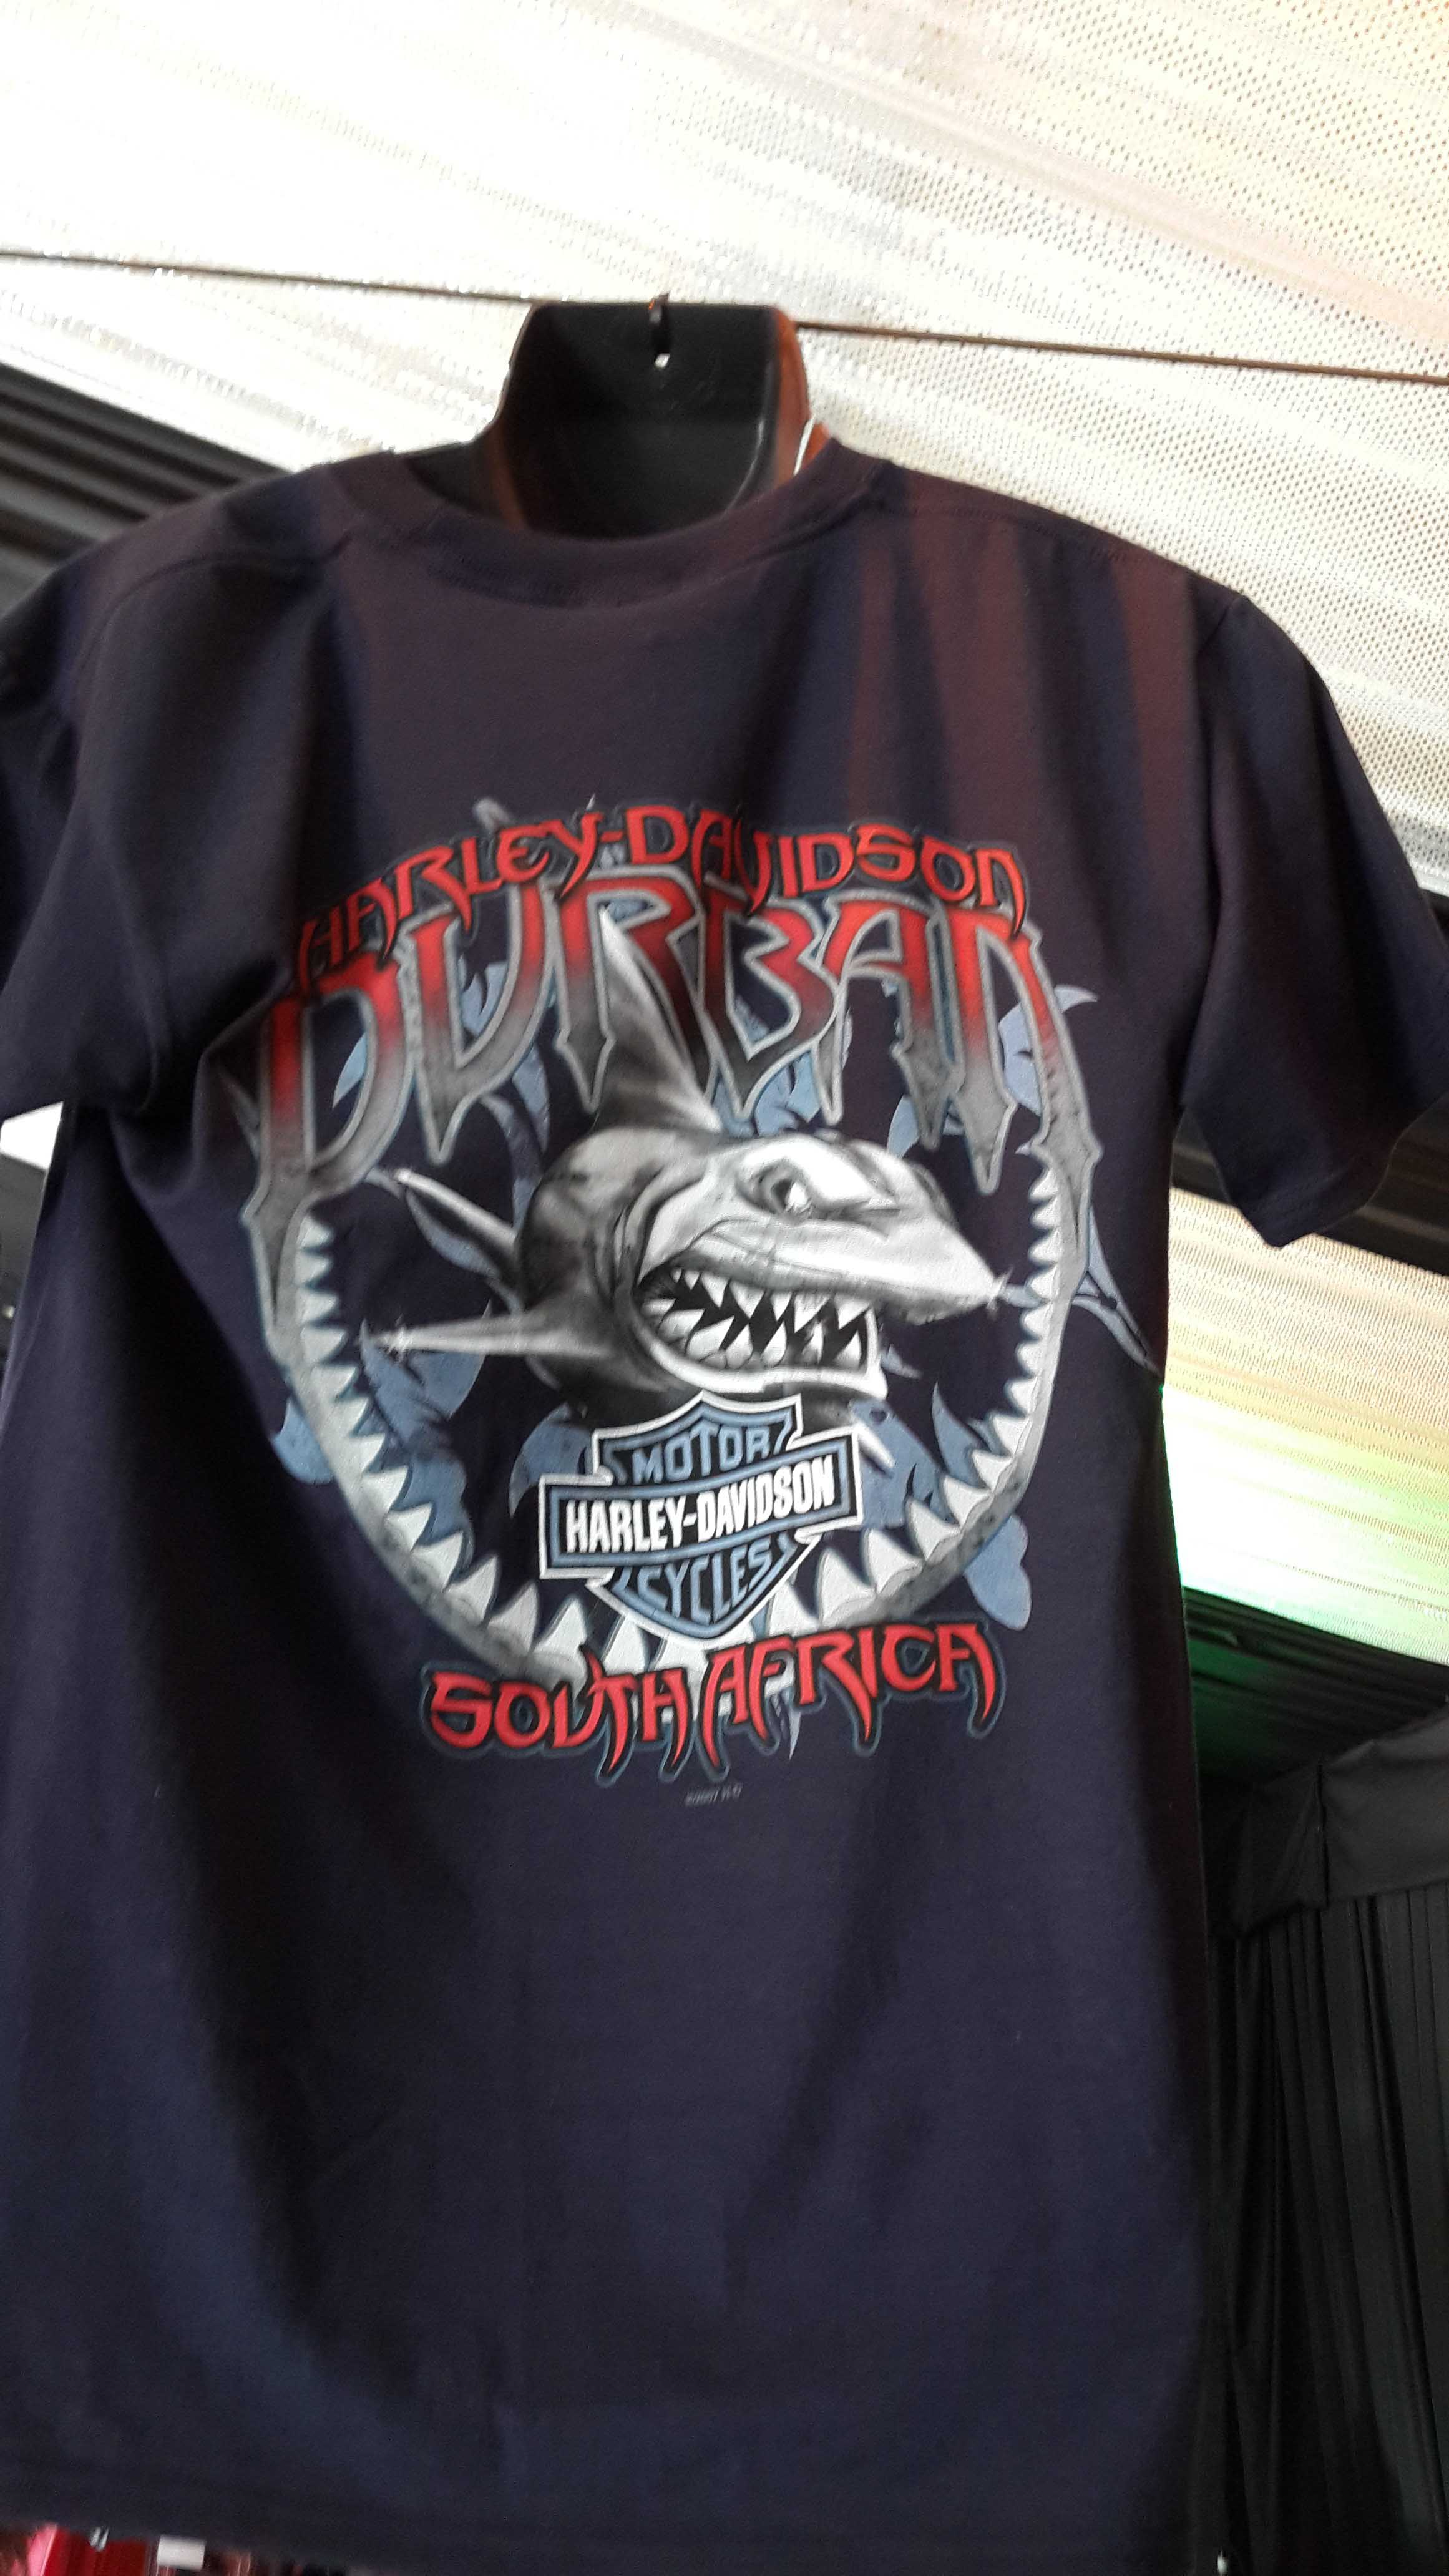 HARLEY-DAVIDSON
DURBAN
MOTOR
HARLEY-DAVIDSON
CYCLES
SOUTH AFRICA